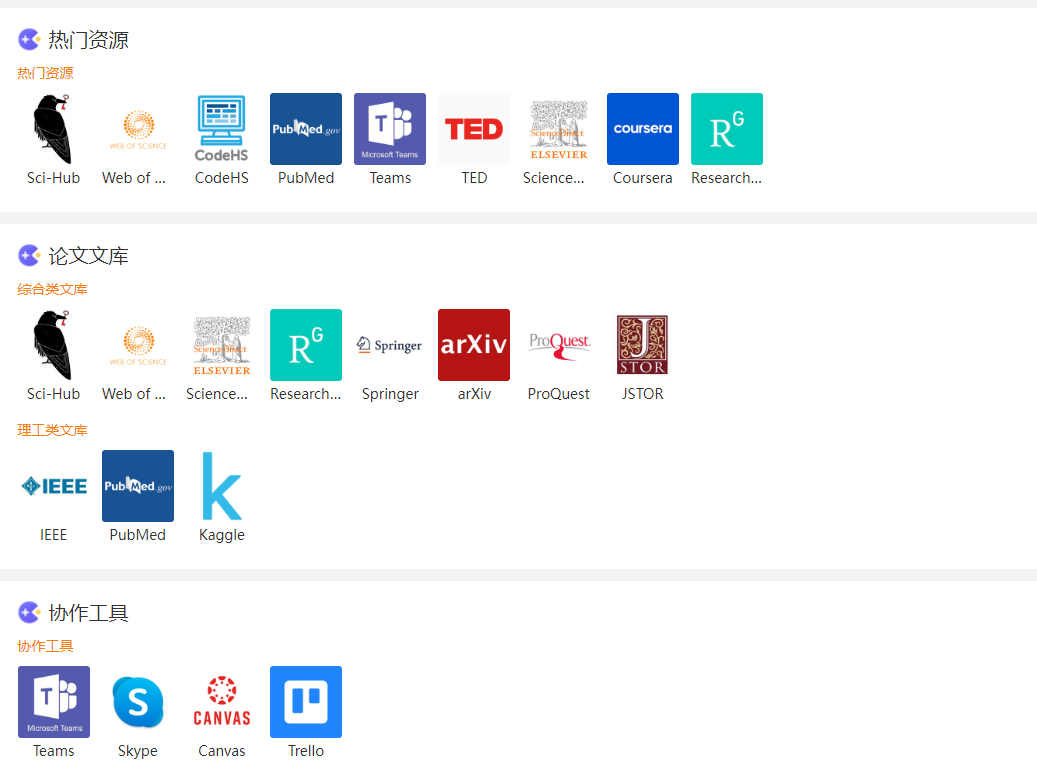 热门资源
热门资源
WEB OF SCIENCE
CodeHS
PubMed.gov
Microsoft Teams
TED
ScienceDirect
ELSEVIER
coursera
RG
Sci-Hub Web of ... CodeHS PubMed Teams TED Science... Coursera Research...
论文文库
综合类文库
WEB OF SCIENCE
ScienceDirect
ELSEVIER
RG
Springer
arXiv
ProQuest
J
STOR
Sci-Hub Web of ... Science... Research... Springer arXiv ProQuest JSTOR
理工类文库
IEEE
PubMed.gov
k
IEEE PubMed Kaggle
协作工具
协作工具
T
Microsoft Teams
S
CANVAS
Teams Skype Canvas Trello